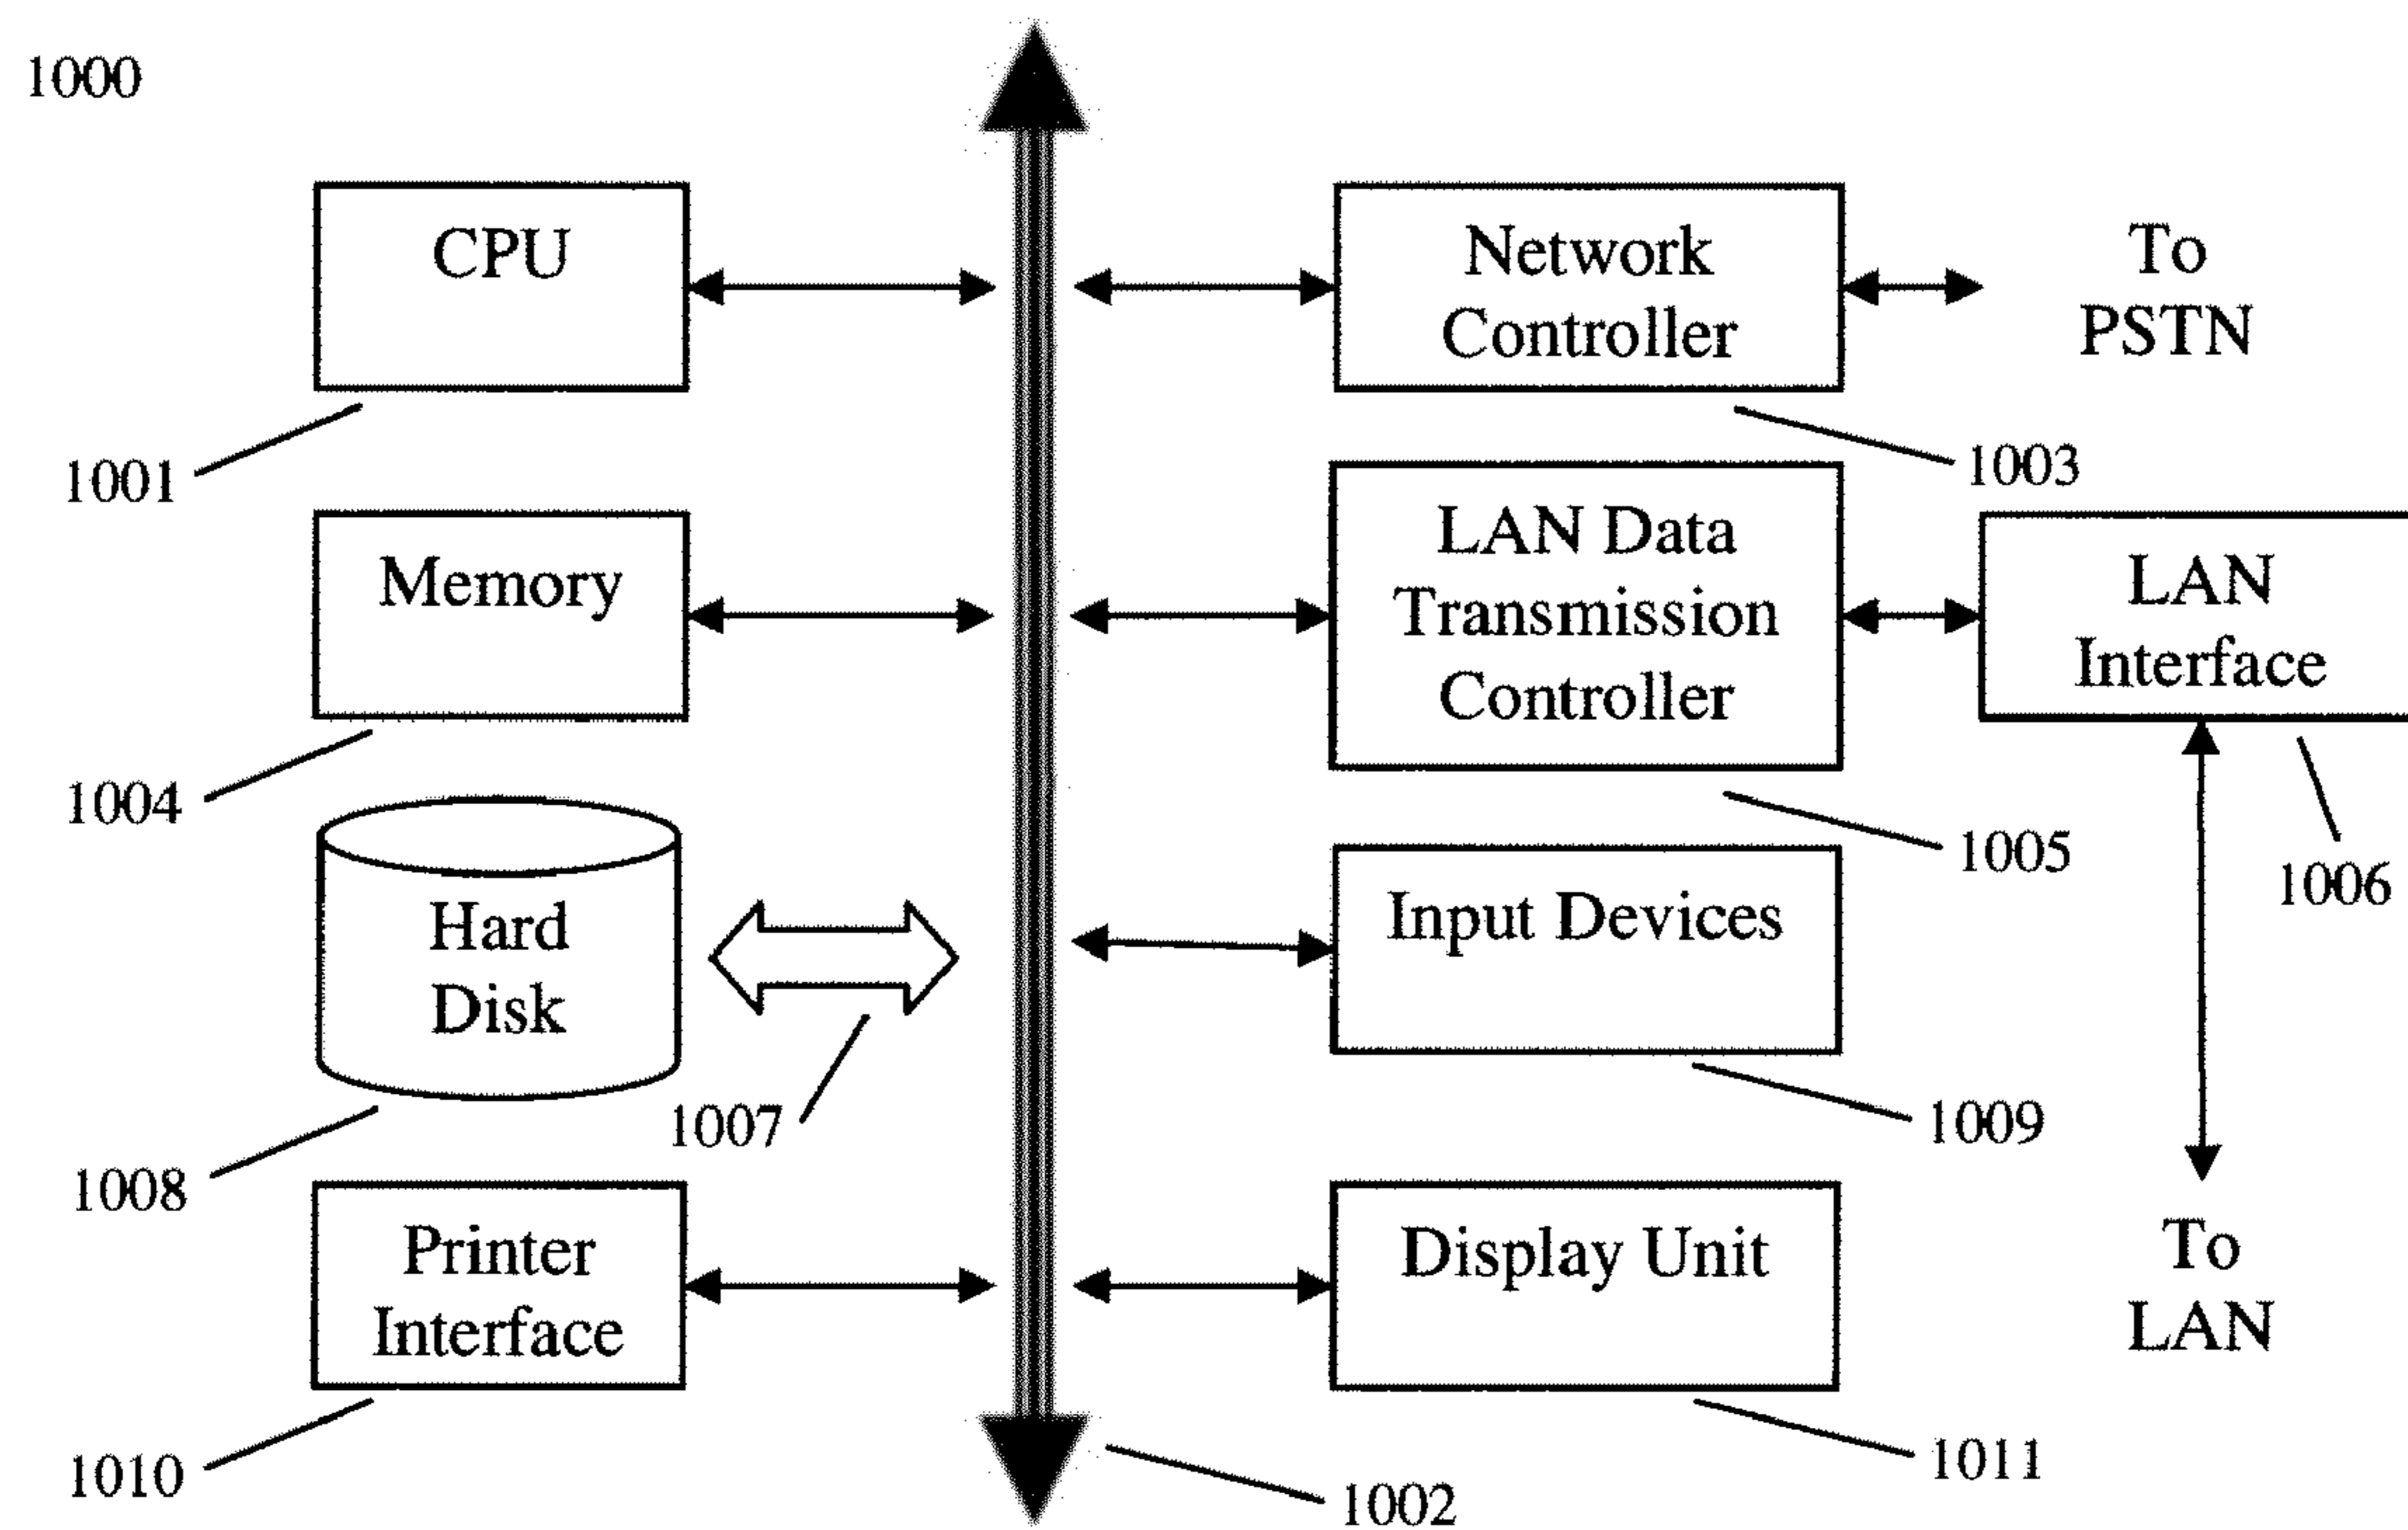 1000
CPU
Network
Controller
To
PSTN
1001
1003
Memory
LAN Data
Transmission
Controller
LAN
Interface
1004
1005
1006
Hard
Disk
1007
Input Devices
1008
1009
Printer
Interface
Display Unit
To
LAN
1010
1002
1011